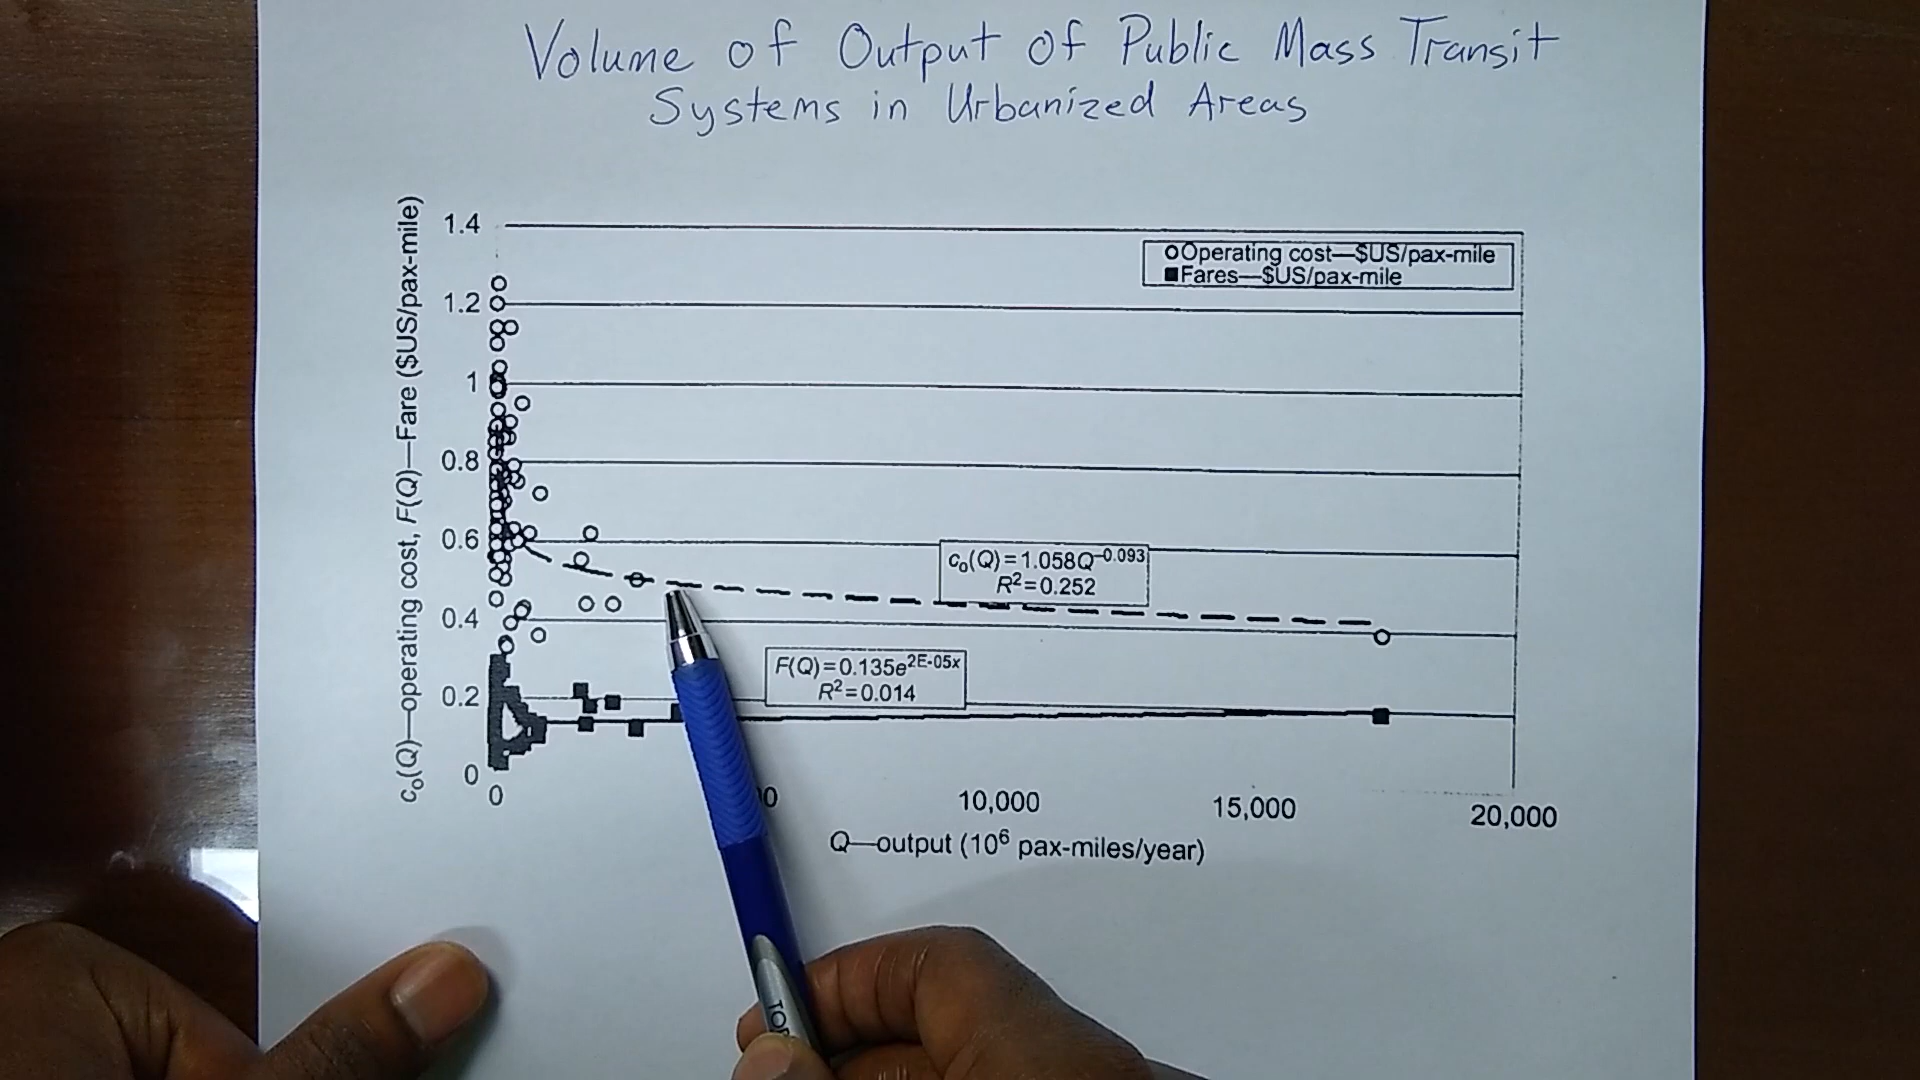 Volume of Output of Public Mass Transit
Systems in Urbanized Areas
c₀(Q)—operating cost, F(Q)—Fare ($US/pax-mile)
1.4
1.2
1
0.8
0.6
0.4
0.2
0
Operating cost—$US/pax-mile
Fares—$US/pax-mile
c₀(Q)=1.058Q⁻⁰·⁰⁹³
R²=0.252
F(Q)=0.135e^2E-05x
R²=0.014
0
10,000
15,000
20,000
Q—output (10⁶ pax-miles/year)